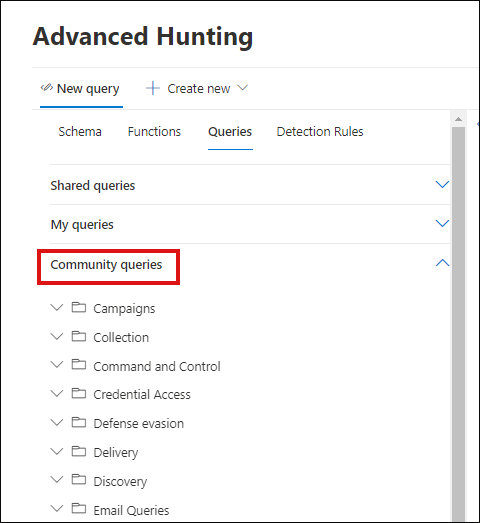 Advanced Hunting
New query Create new
Schema Functions Queries Detection Rules
Shared queries
My queries
Community queries
Campaigns
Collection
Command and Control
Credential Access
Defense evasion
Delivery
Discovery
Email Queries